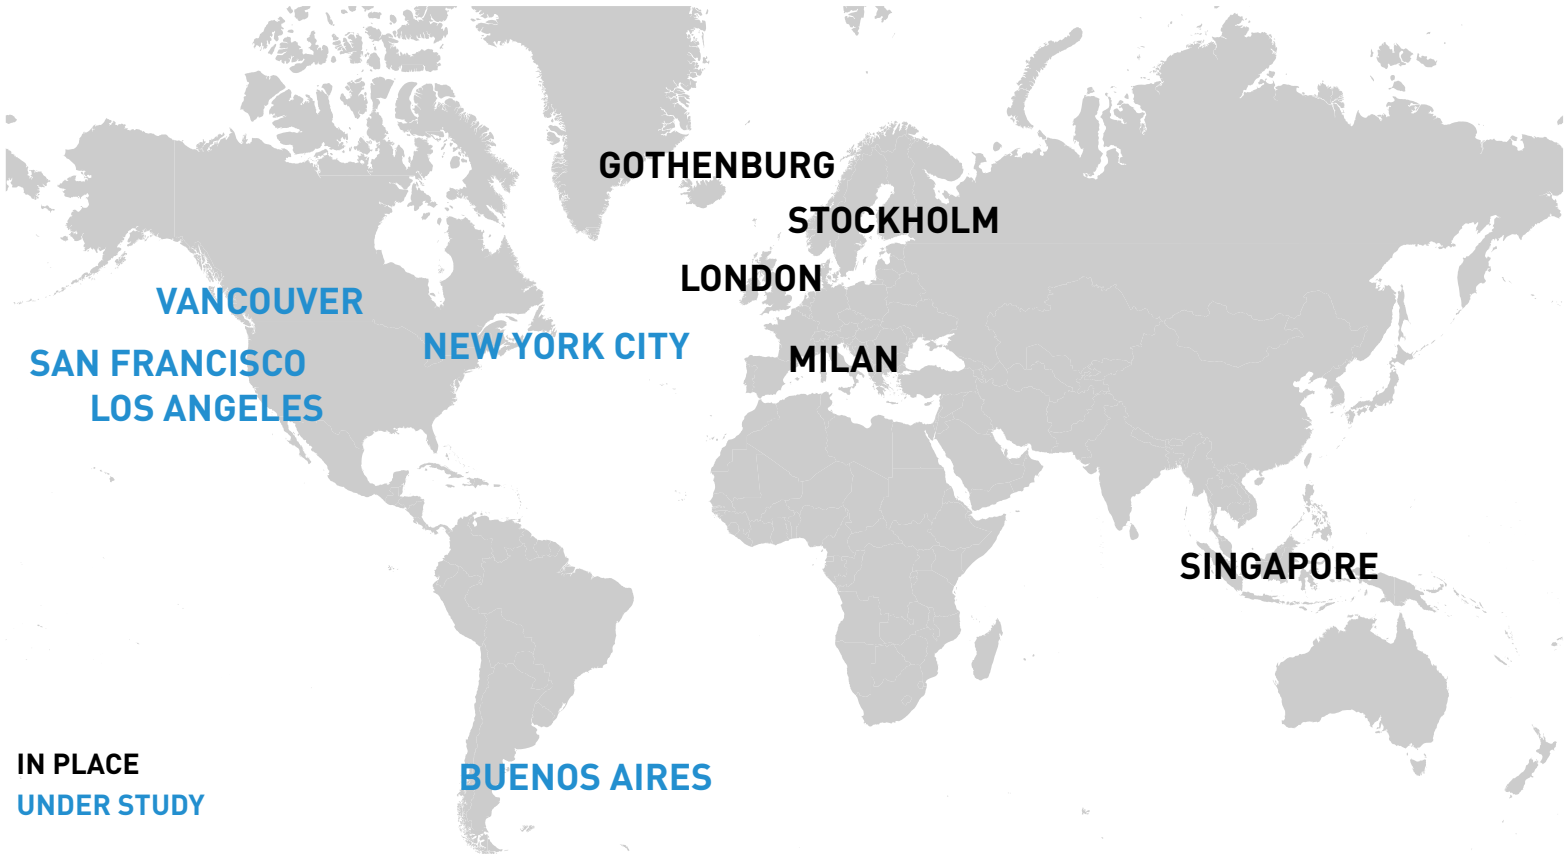 GOTHENBURG
STOCKHOLM
LONDON
VANCOUVER
NEW YORK CITY
SAN FRANCISCO
MILAN
LOS ANGELES
SINGAPORE
IN PLACE
BUENOS AIRES
UNDER STUDY